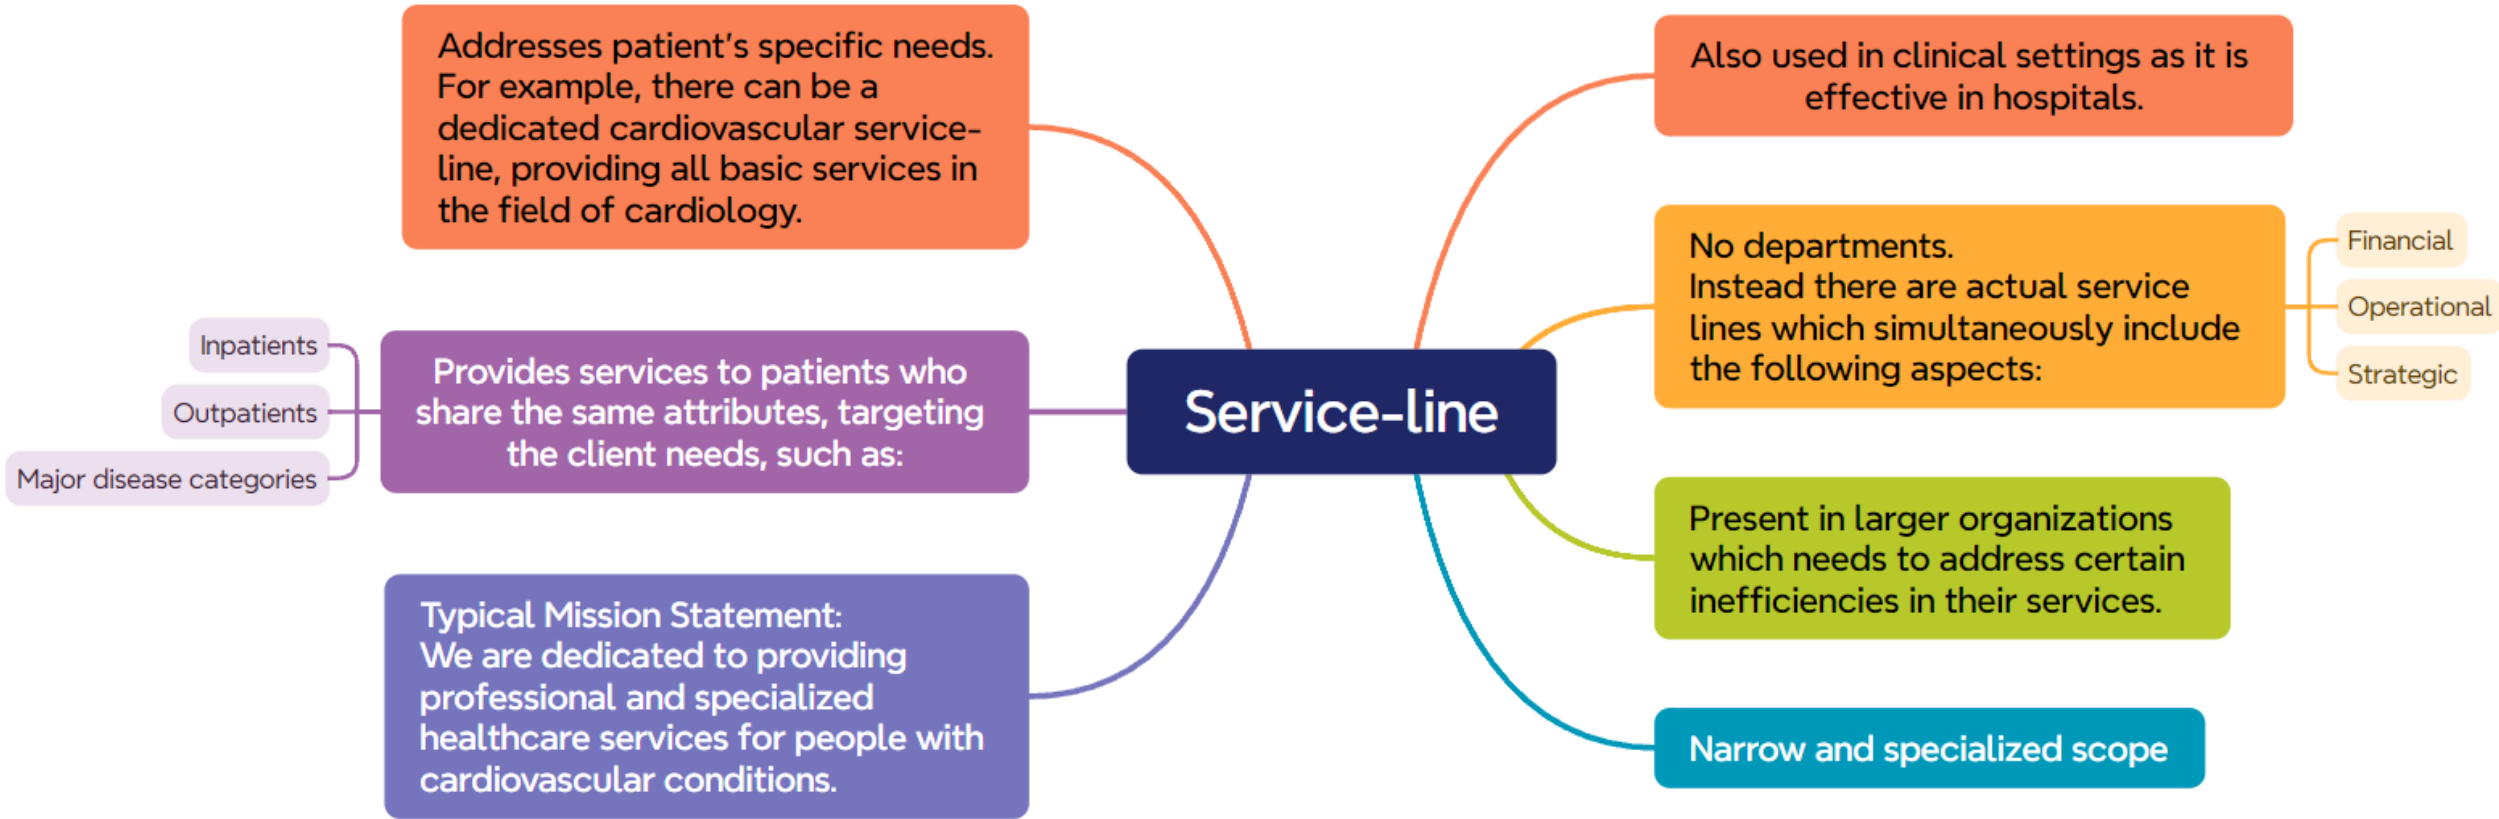 Addresses patient's specific needs.
For example, there can be a
dedicated cardiovascular service-
line, providing all basic services in
the field of cardiology.
Inpatients
Outpatients
Major disease categories
Provides services to patients who
share the same attributes, targeting
the client needs, such as:
Typical Mission Statement:
We are dedicated to providing
professional and specialized
healthcare services for people with
cardiovascular conditions.
Service-line
Also used in clinical settings as it is
effective in hospitals.
No departments.
Instead there are actual service
lines which simultaneously include
the following aspects:
Financial
Operational
Strategic
Present in larger organizations
which needs to address certain
inefficiencies in their services.
Narrow and specialized scope